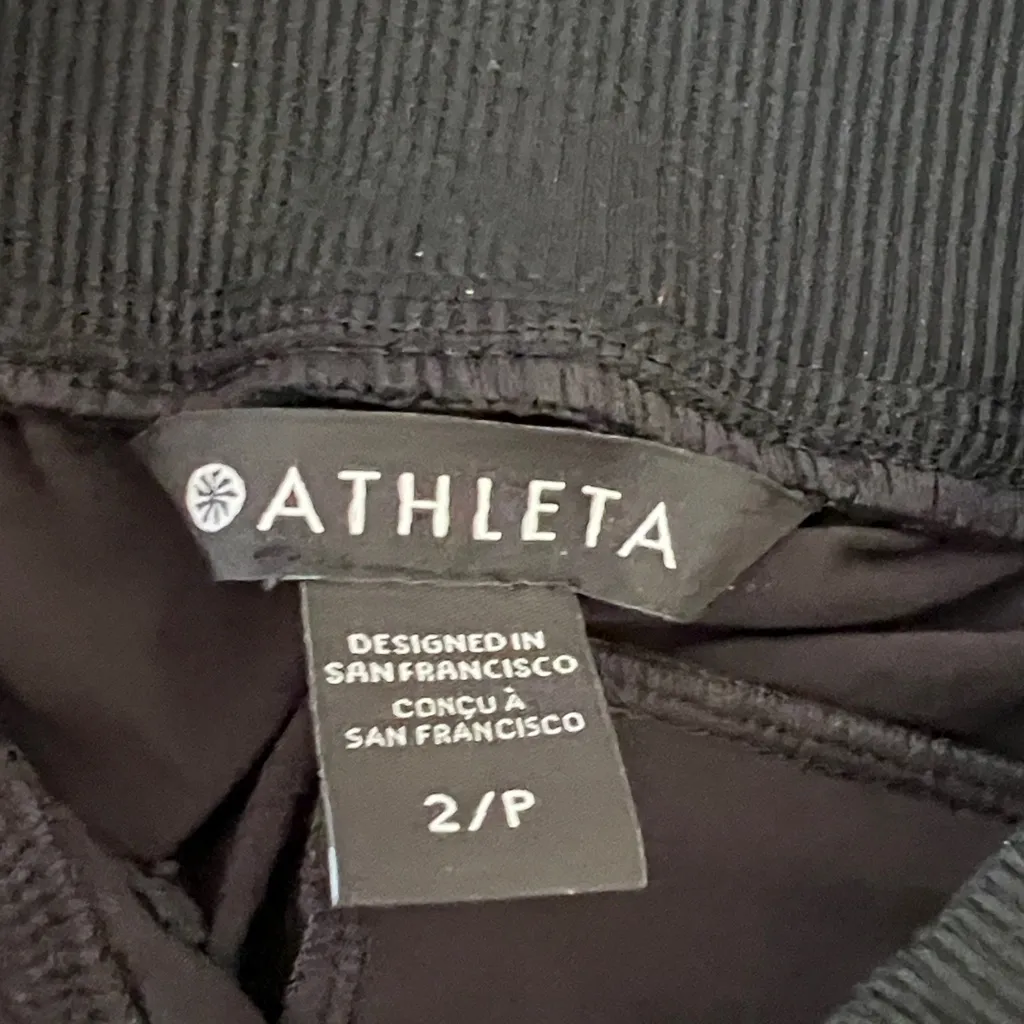 ATHLETA
DESIGNED IN
SAN FRANCISCO
CONÇU À
SAN FRANCISCO
2/P